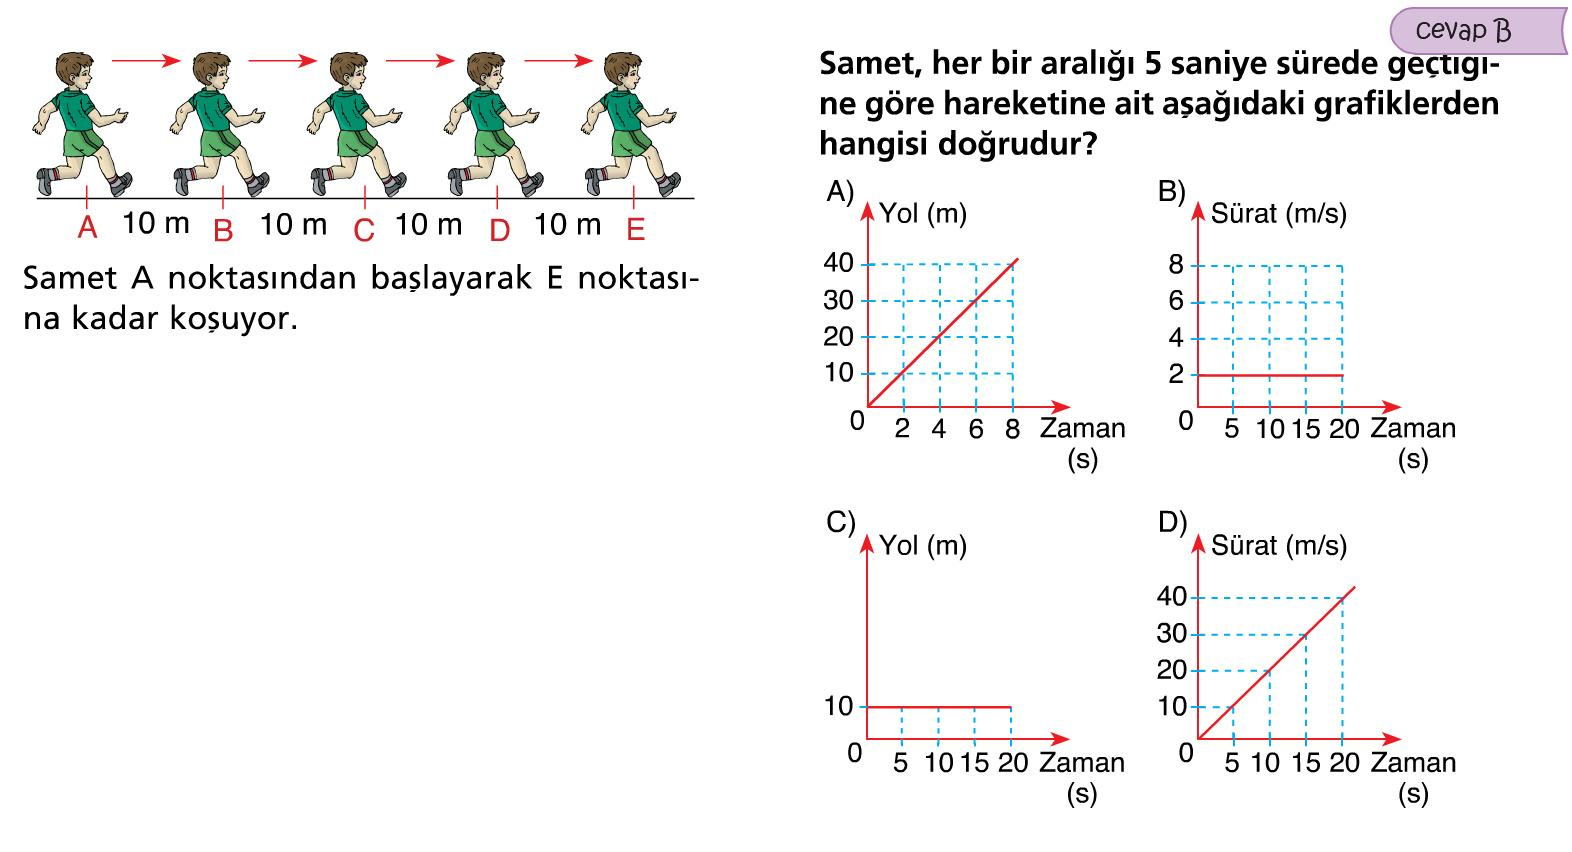 A 10 m B 10 m C 10 m D 10 m E
Samet A noktasından başlayarak E noktası-
na kadar koşuyor.
Cevap B
Samet, her bir aralığı 5 saniye sürede geçtiği-
ne göre hareketine ait aşağıdaki grafiklerden
hangisi doğrudur?
A)
Yol (m)
40
30
20
10
0
2 4 6 8 Zaman
(s)
B)
Sürat (m/s)
8
6
4
2
0
5 10 15 20 Zaman
(s)
C)
Yol (m)
10
0
5 10 15 20 Zaman
(s)
D)
Sürat (m/s)
40
30
20
10
0
5 10 15 20 Zaman
(s)